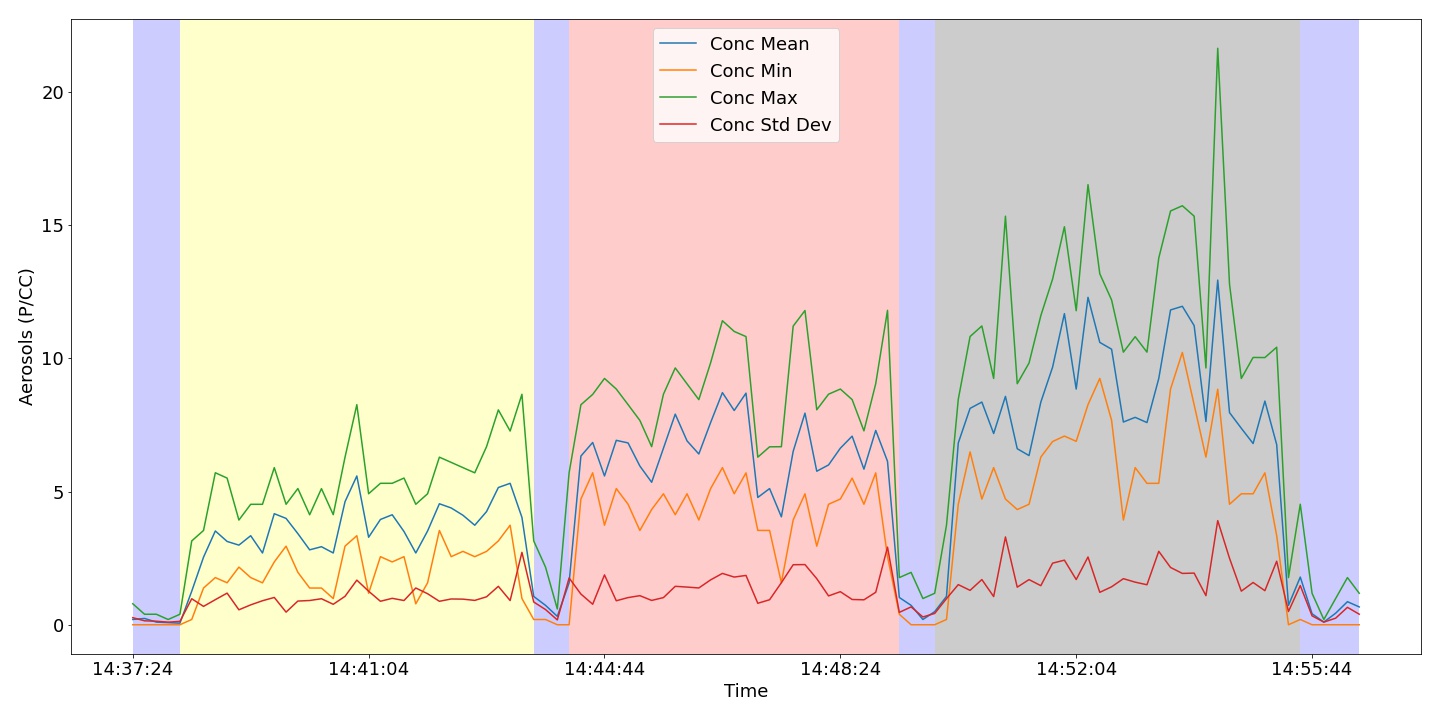 Conc Mean
Conc Min
Conc Max
Conc Std Dev
20
15
10
5
0
Aerosols (P/CC)
14:37:24 14:41:04 14:44:44 14:48:24 14:52:04 14:55:44
Time